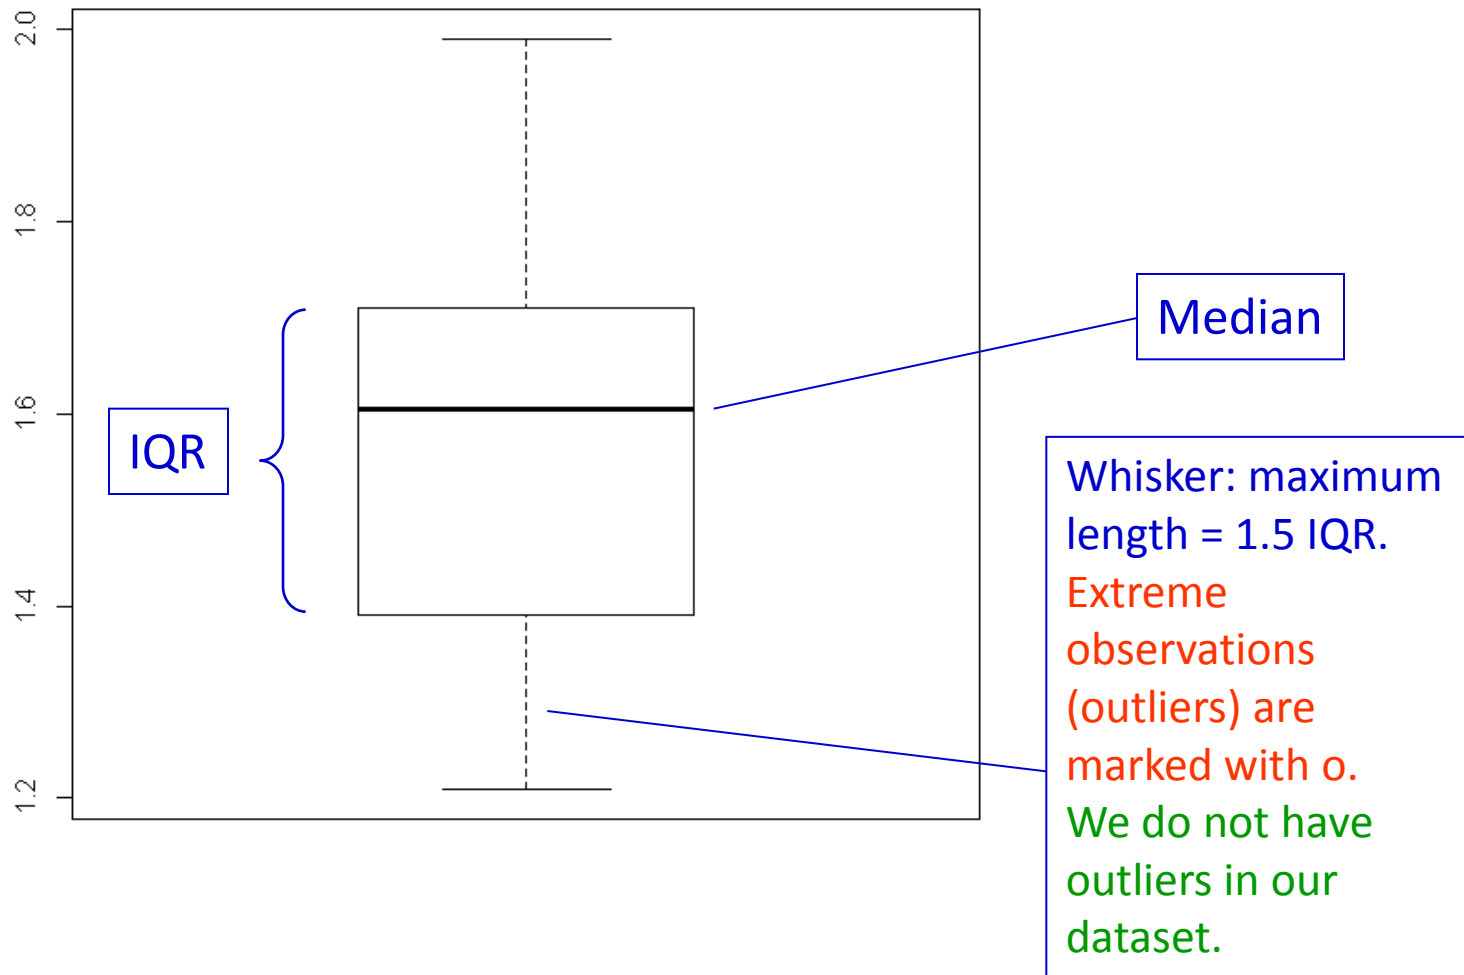 2.0
1.8
1.6
1.4
1.2
IQR
Median
Whisker: maximum
length = 1.5 IQR.
Extreme
observations
(outliers) are
marked with o.
We do not have
outliers in our
dataset.